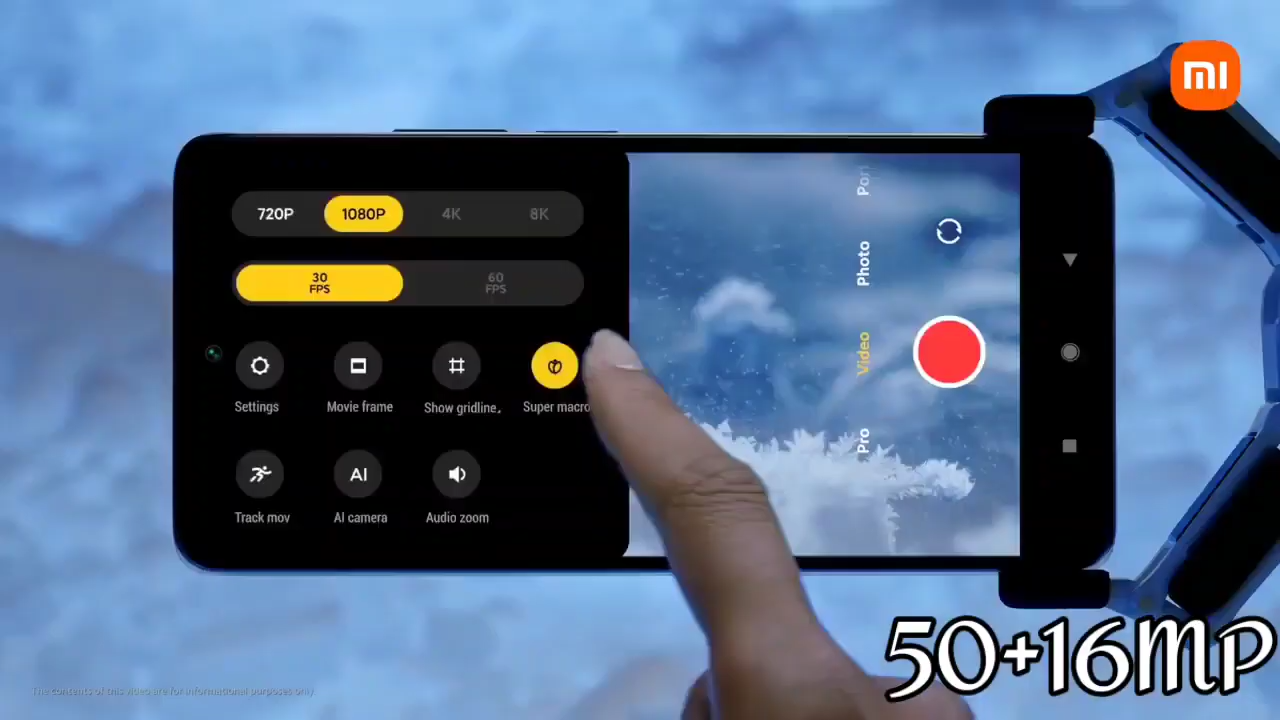 mi
720P 1080P 4K 8K
30 FPS
60 FPS
Settings Movie frame Show gridline. Super macro
AI
Track mov AI camera Audio zoom
Por
Photo
Video
Pro
50+16MP
The contents of this video are for informational purposes only